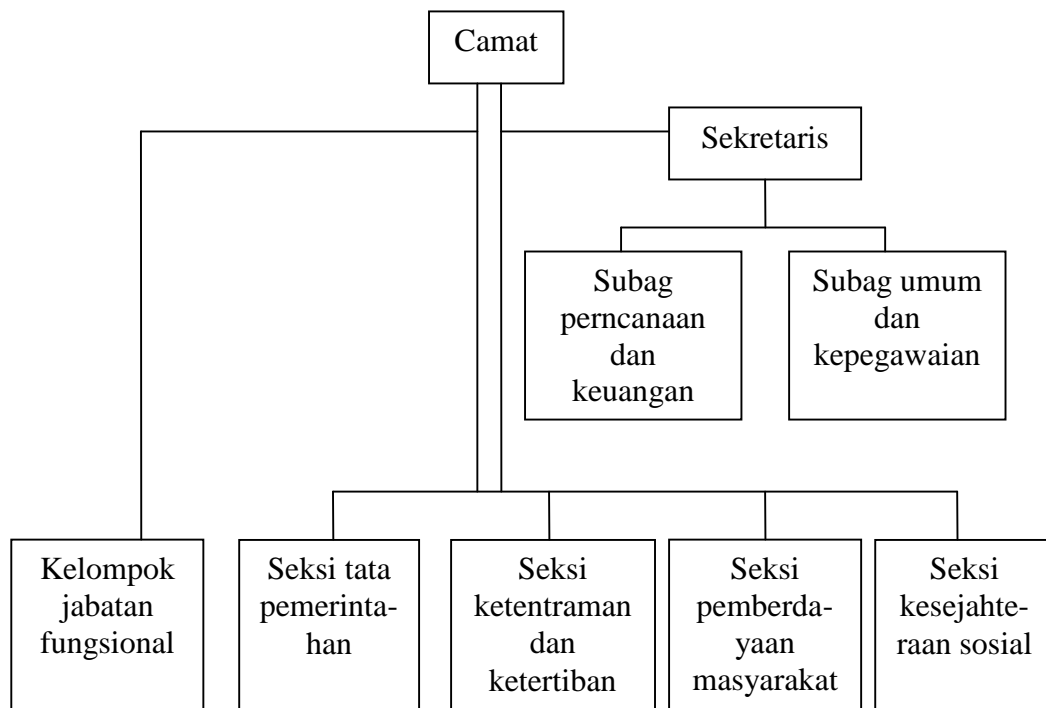 Camat
Sekretaris
Subag
perncanaan
dan
keuangan
Subag umum
dan
kepegawaian
Kelompok
jabatan
fungsional
Seksi tata
pemerinta-
han
Seksi
ketentraman
dan
ketertiban
Seksi
pemberda-
yaan
masyarakat
Seksi
kesejahte-
raan sosial